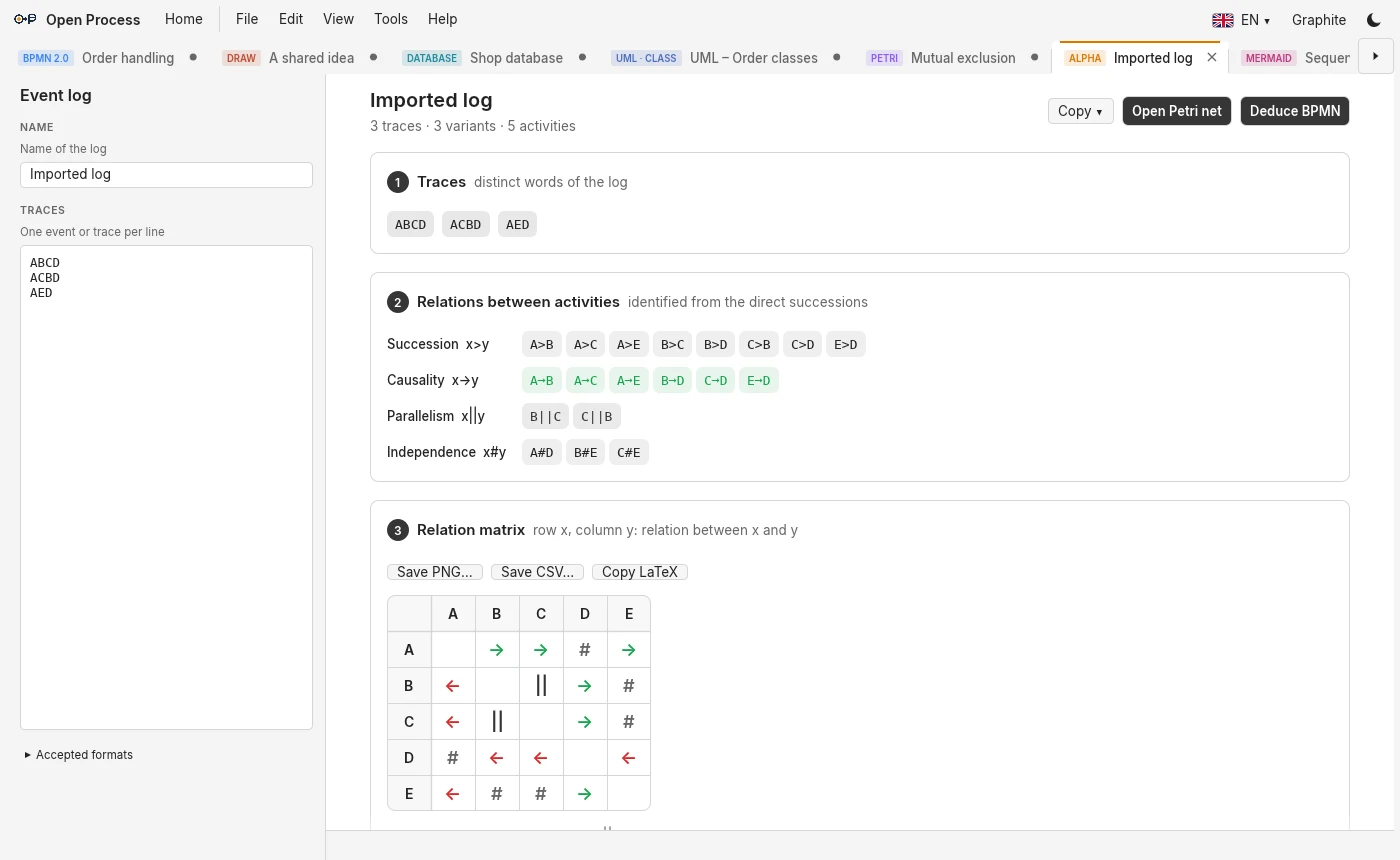 Open Process Home File Edit View Tools Help EN ▾ Graphite
BPMN 2.0 Order handling ● DRAW A shared idea ● DATABASE Shop database ● UML · CLASS UML – Order classes ● PETRI Mutual exclusion ● ALPHA Imported log × MERMAID Sequer
Event log
NAME
Name of the log
Imported log
TRACES
One event or trace per line
ABCD
ACBD
AED
▸ Accepted formats
Imported log
3 traces · 3 variants · 5 activities
Copy ▾ Open Petri net Deduce BPMN
1 Traces distinct words of the log
ABCD ACBD AED
2 Relations between activities identified from the direct successions
Succession x>y A>B A>C A>E B>C B>D C>B C>D E>D
Causality x→y A→B A→C A→E B→D C→D E→D
Parallelism x||y B||C C||B
Independence x#y A#D B#E C#E
3 Relation matrix row x, column y: relation between x and y
Save PNG... Save CSV... Copy LaTeX
A B C D E
A → → # →
B ← || → #
C ← || → #
D # ← ← ←
E ← # # →